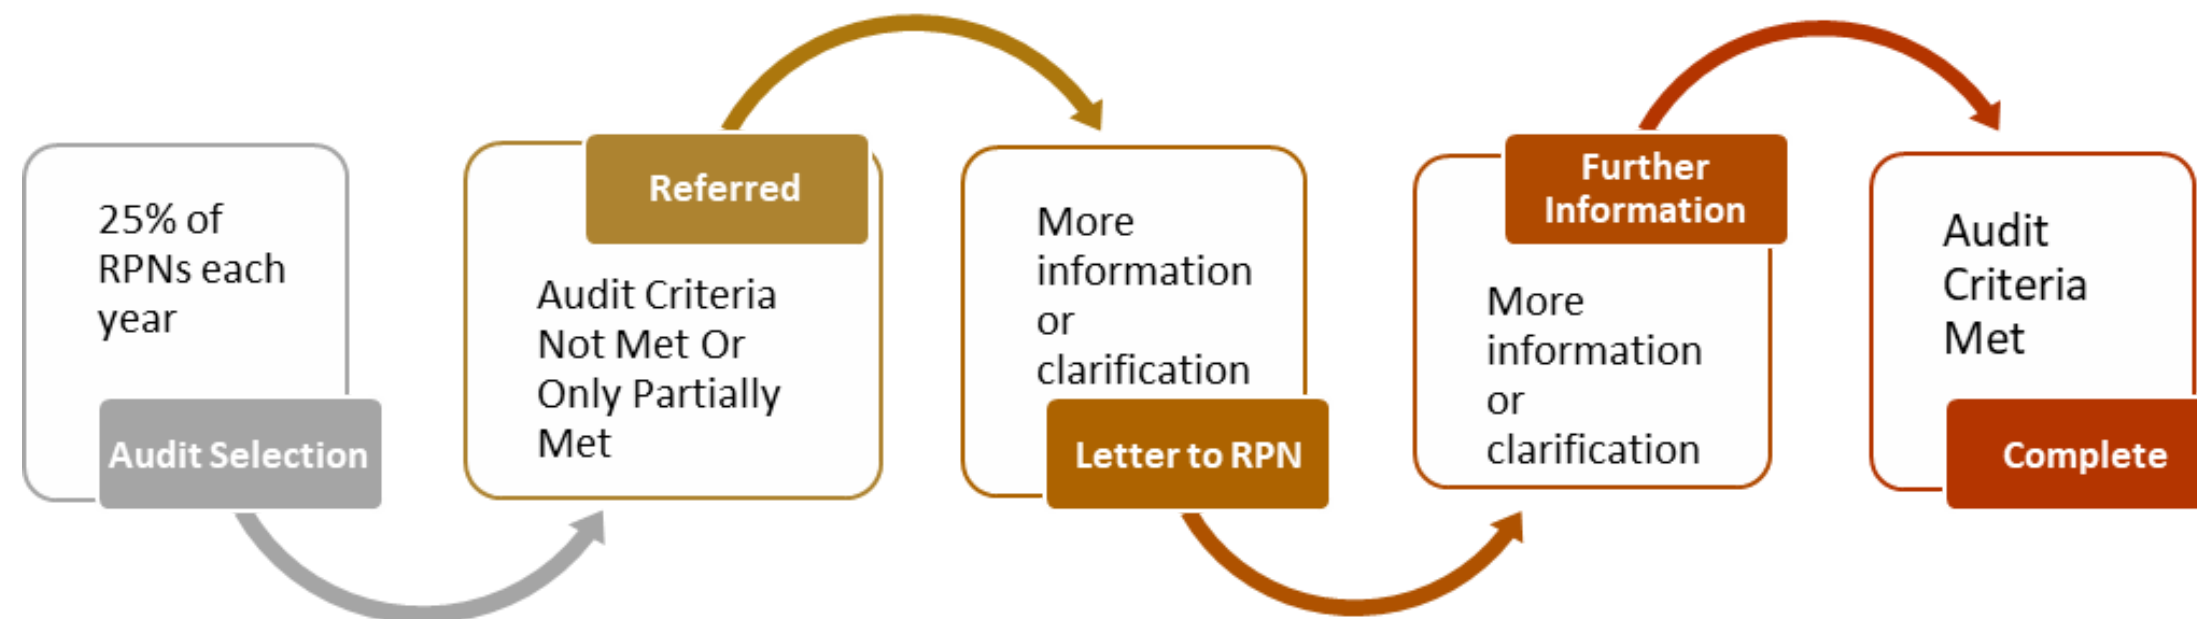 25% of
RPNs each
year
Audit Selection
Referred
Audit Criteria
Not Met Or
Only Partially
Met
More
information
or
clarification
Letter to RPN
Further
Information
More
information
or
clarification
Audit
Criteria
Met
Complete